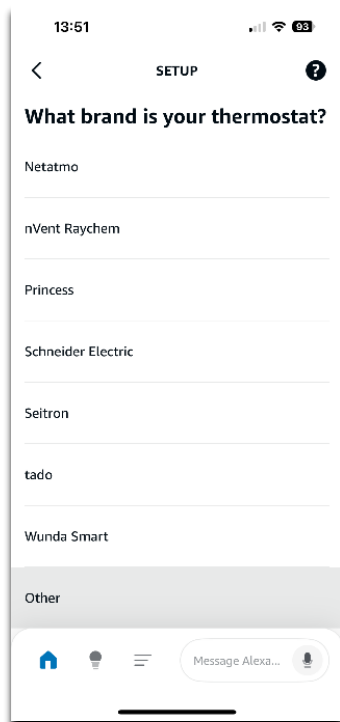 13:51
93
SETUP
?
What brand is your thermostat?
Netatmo
nVent Raychem
Princess
Schneider Electric
Seitron
tado
Wunda Smart
Other
Message Alexa...